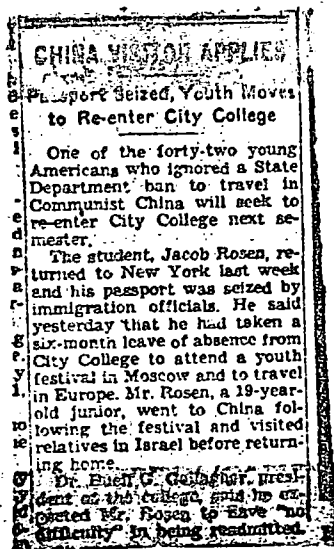 CHINA VISITOR APPLIES
Passport Seized, Youth Moves
to Re-enter City College
One of the forty-two young
Americans who ignored a State
Department ban to travel in
Communist China will seek to
re-enter City College next se-
mester.
The student, Jacob Rosen, re-
turned to New York last week
and his passport was seized by
immigration officials. He said
yesterday that he had taken a
six-month leave of absence from
City College to attend a youth
festival in Moscow and to travel
in Europe. Mr. Rosen, a 19-year-
old junior, went to China fol-
lowing the festival and visited
relatives in Israel before return-
ing home.
Dr. Buell G. Gallagher, presi-
dent of the college, said he ex-
pected Mr. Rosen to have "no
difficulty" in being readmitted.